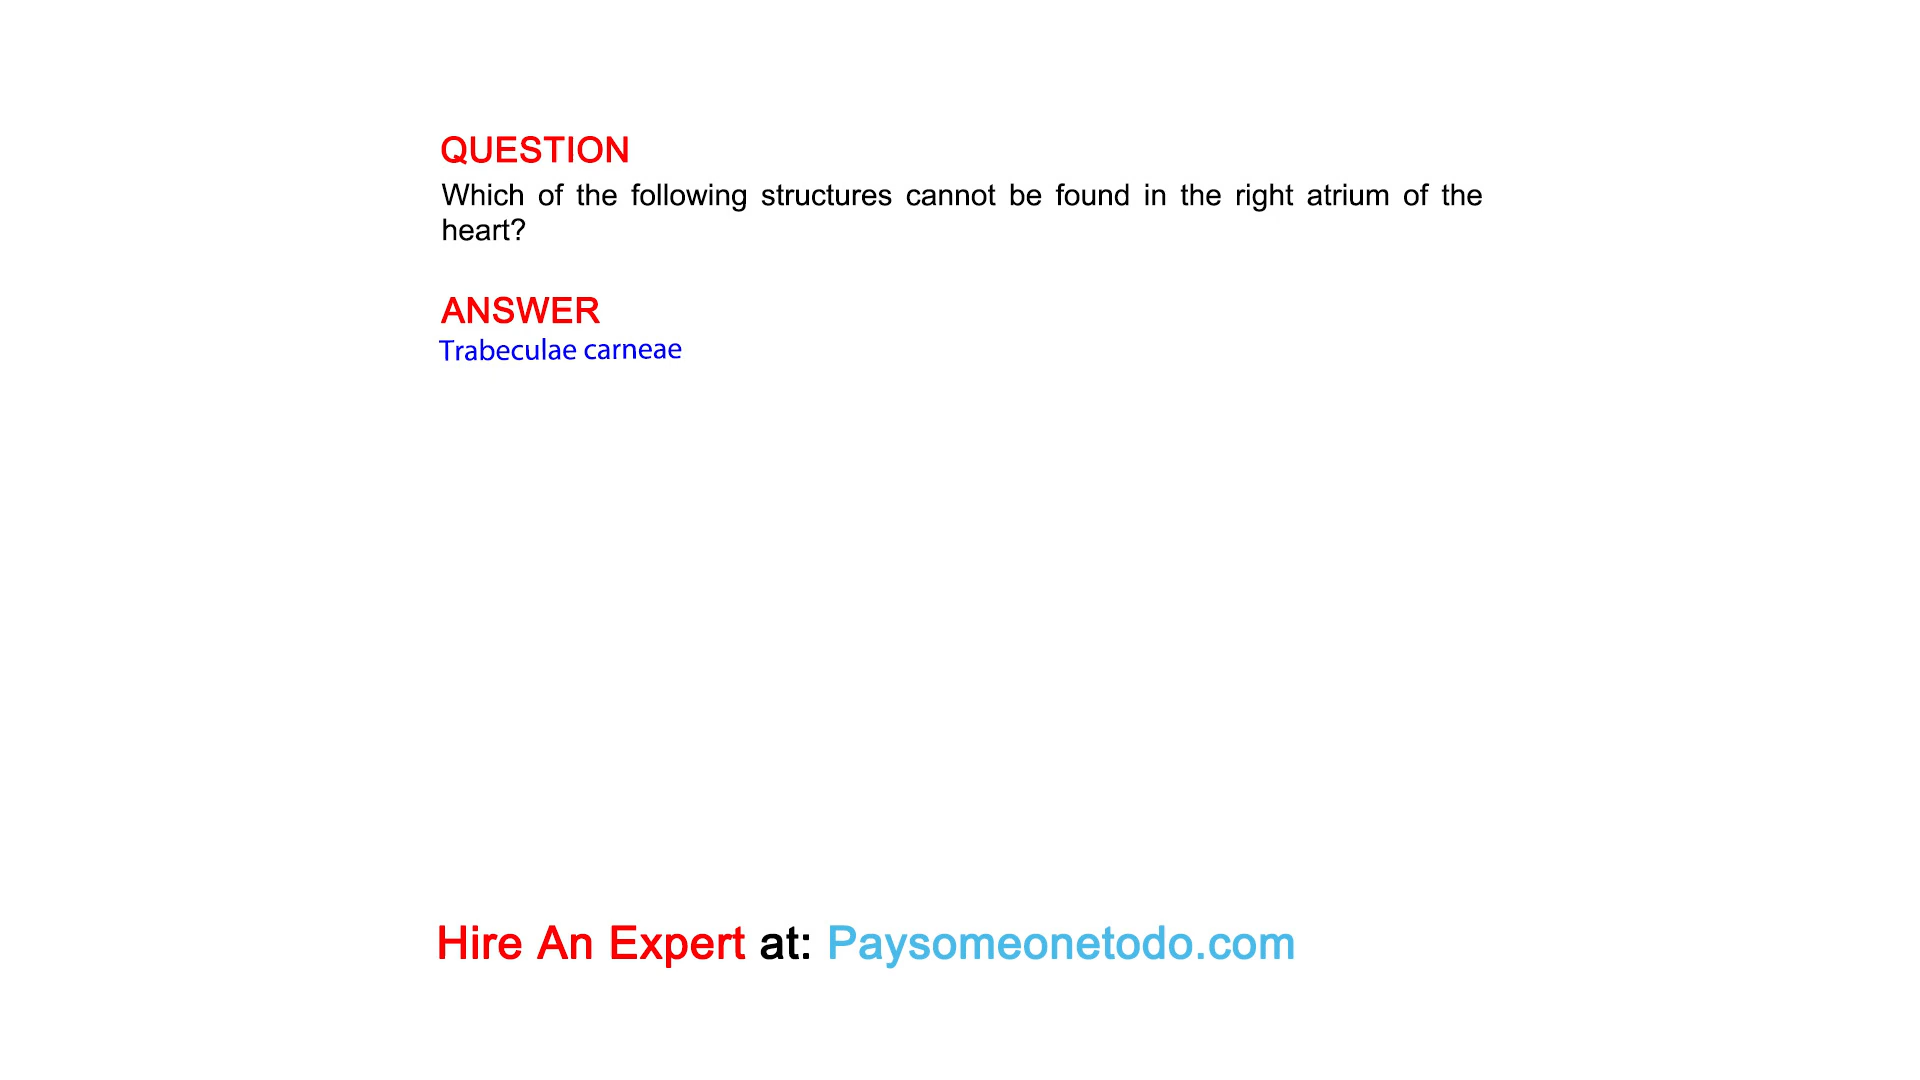 QUESTION
Which of the following structures cannot be found in the right atrium of the
heart?
ANSWER
Trabeculae carneae
Hire An Expert at: Paysomeonetodo.com